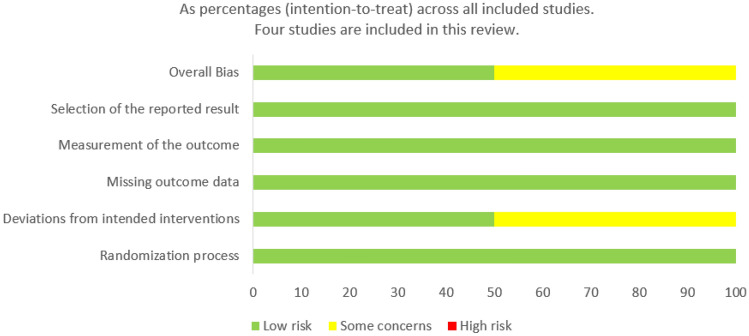 As percentages (intention-to-treat) across all included studies.
Four studies are included in this review.
Overall Bias
Selection of the reported result
Measurement of the outcome
Missing outcome data
Deviations from intended interventions
Randomization process
0 10 20 30 40 50 60 70 80 90 100
Low risk Some concerns High risk